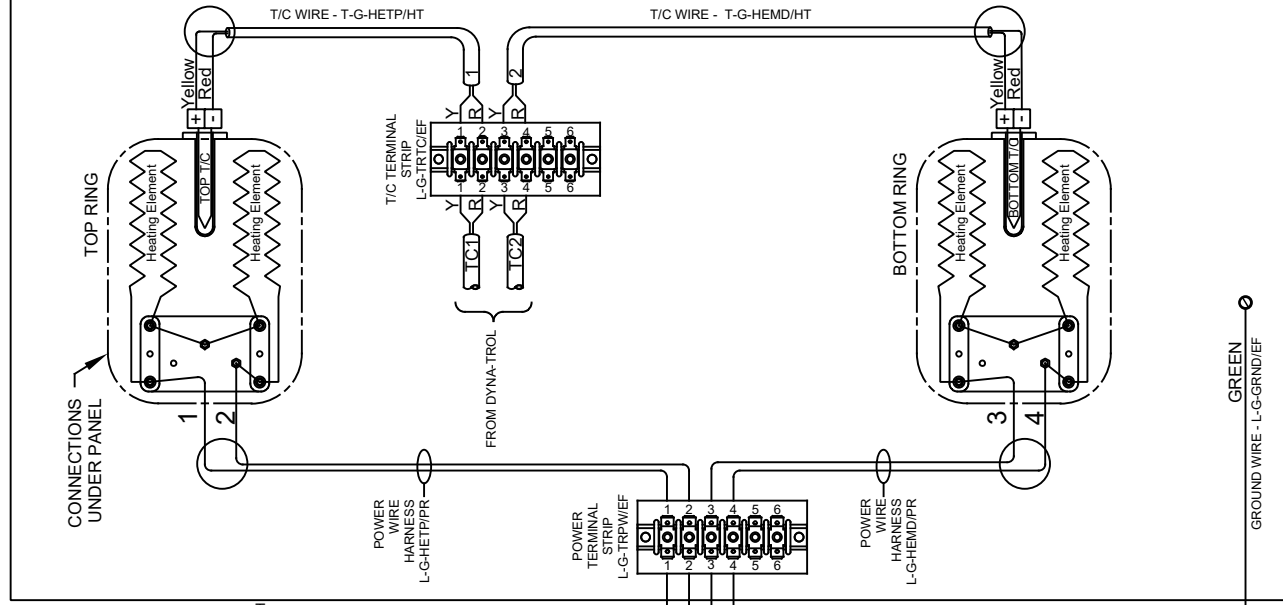 T/C WIRE - T-G-HETP/HT
T/C WIRE -  T-G-HEMD/HT
Yellow
Red
+
-
TOP T/C
Heating Element
Heating Element
TOP RING
CONNECTIONS
UNDER PANEL
1
2
1
2
Y
R
Y
R
1 2 3 4 5 6
1 2 3 4 5 6
T/C TERMINAL
STRIP
L-G-TRTC/EF
Y
R
Y
R
TC1
TC2
FROM DYNA-TROL
Yellow
Red
+
-
BOTTOM T/C
Heating Element
Heating Element
BOTTOM RING
3
4
POWER
WIRE
HARNESS
L-G-HETP/PR
POWER
TERMINAL
STRIP
L-G-TRPW/EF
1 2 3 4 5 6
1 2 3 4 5 6
POWER
WIRE
HARNESS
L-G-HEMD/PR
GREEN
GROUND WIRE - L-G-GRND/EF